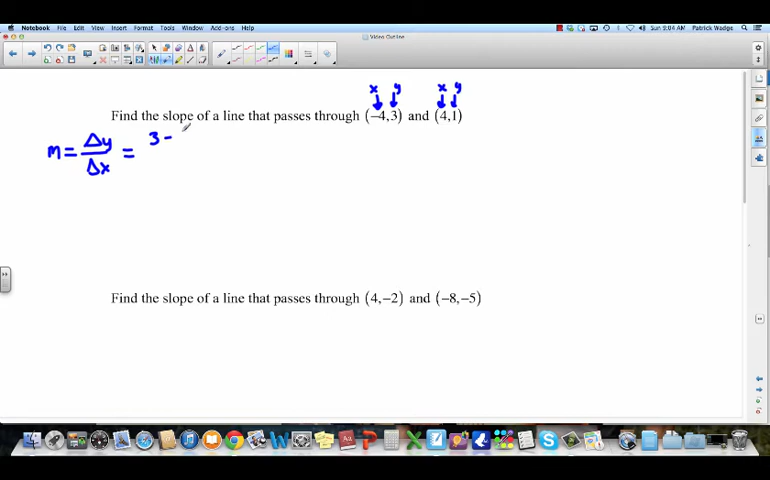 Notebook File Edit View Insert Format Tools Window Add-ons Help
Sun 9:04 AM Patrick Wadge
Video Outline
x y x y
Find the slope of a line that passes through (−4,3) and (4,1)
m = Δy/Δx = 3 -
Find the slope of a line that passes through (4,−2) and (−8,−5)